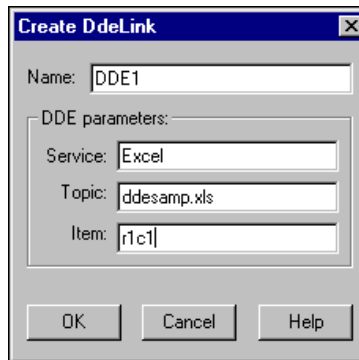 Create DdeLink
Name: DDE1
DDE parameters:
Service: Excel
Topic: ddesamp.xls
Item: r1c1
OK Cancel Help